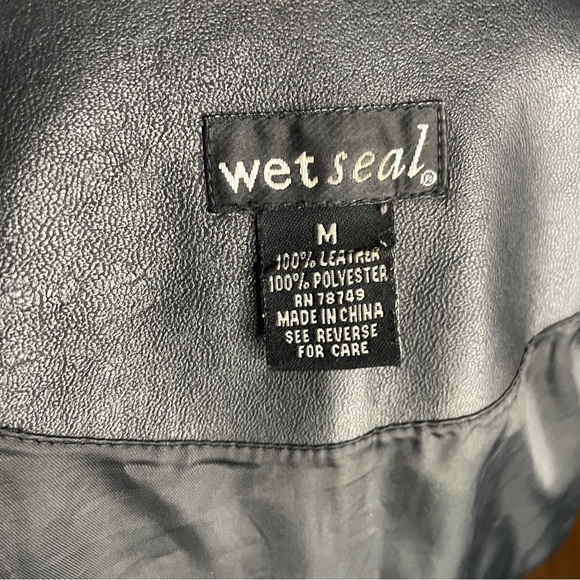 wet seal®
M
100% LEATHER
100% POLYESTER
RN 78749
MADE IN CHINA
SEE REVERSE
FOR CARE